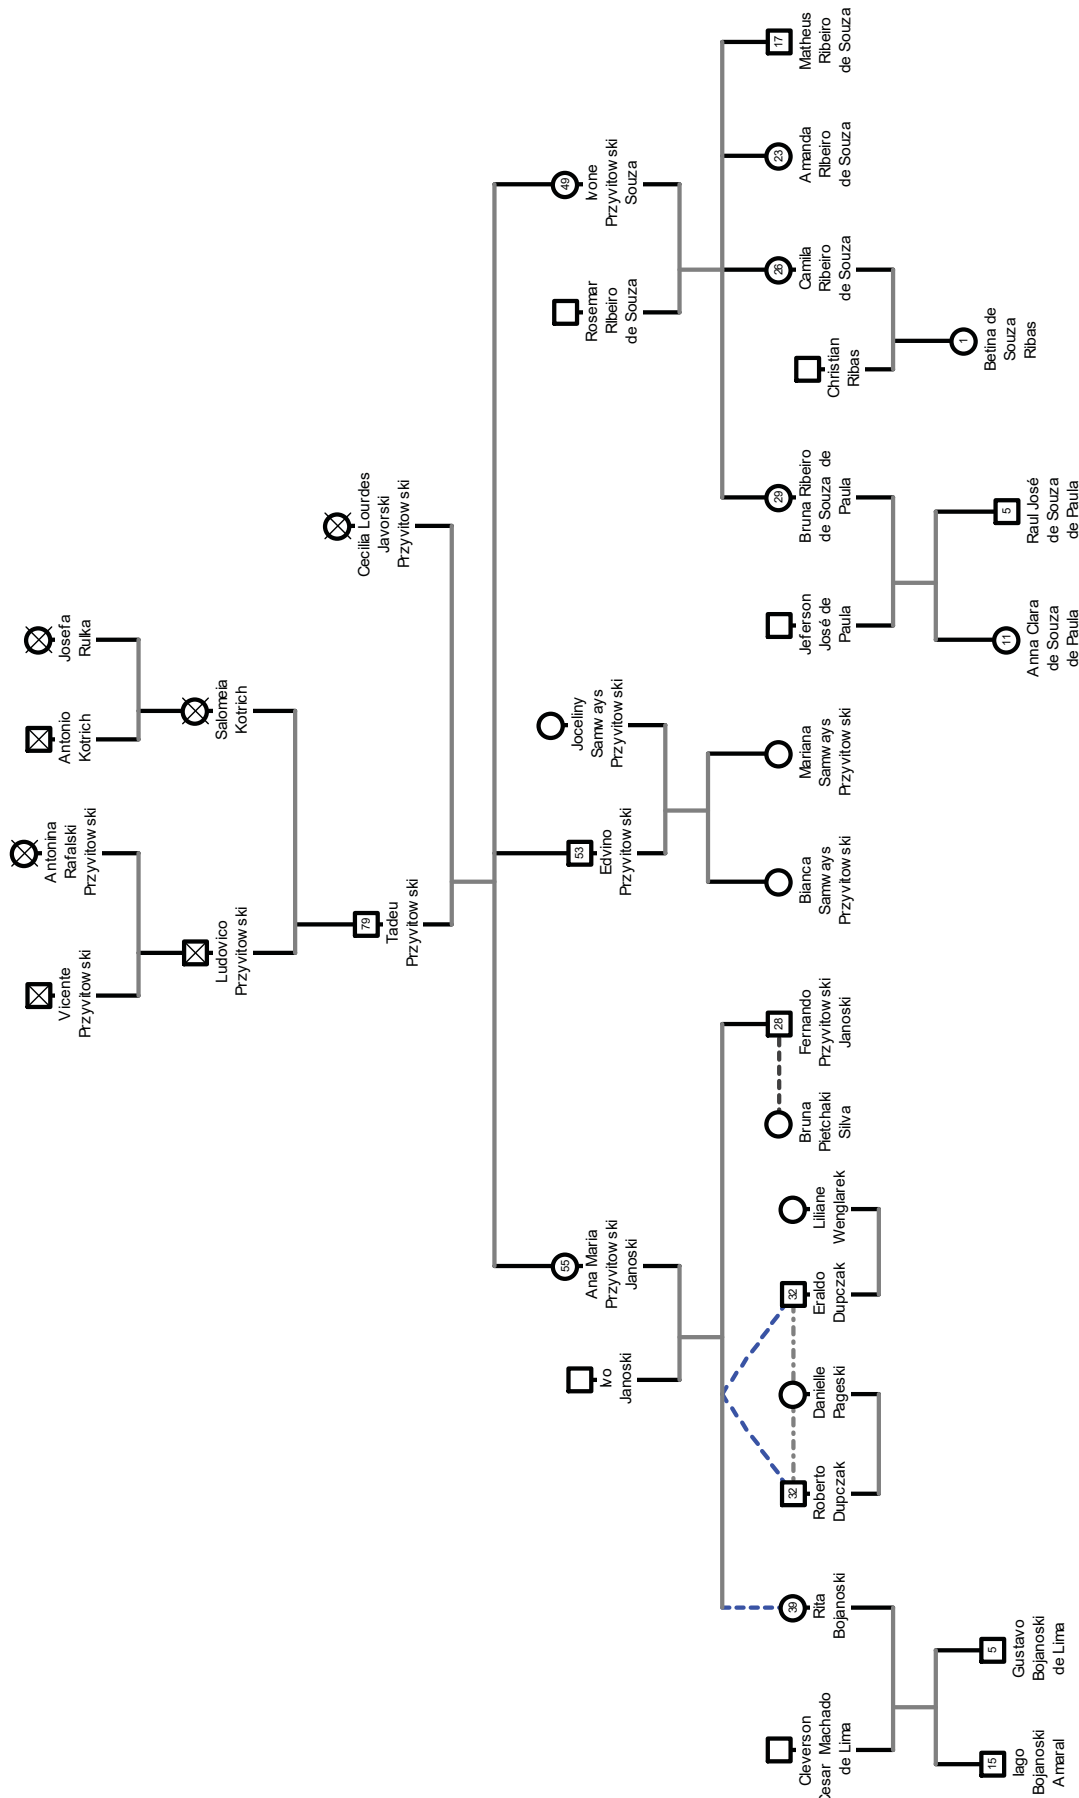 Vicente
Przyvitowski
Antonina
Rafalski
Przyvitowski
Antonio
Kotrich
Josefa
Rulka
Ludovico
Przyvitowski
Salomeia
Kotrich
79
Tadeu
Przyvitowski
Cecilia Lourdes
Javorski
Przyvitowski
Ivo
Janoski
55
Ana Maria
Przyvitowski
Janoski
53
Edvino
Przyvitowski
Joceliny
Samways
Przyvitowski
Rosemar
RIbeiro
de Souza
49
Ivone
Przyvitowski
Souza
Cleverson
Cesar Machado
de Lima
39
Rita
Bojanoski
32
Roberto
Dupczak
Danielle
Pageski
32
Eraldo
Dupczak
Liliane
Wenglarek
Bruna
Pietchaki
Silva
28
Fernando
Przyvitowski
Janoski
Bianca
Samways
Przyvitowski
Mariana
Samways
Przyvitowski
Jeferson
José de
Paula
29
Bruna Ribeiro
de Souza de
Paula
Christian
Ribas
26
Camila
Ribeiro
de Souza
23
Amanda
RIbeiro
de Souza
17
Matheus
Ribeiro
de Souza
15
Iago
Bojanoski
Amaral
5
Gustavo
Bojanoski
de Lima
11
Anna Clara
de Souza
de Paula
5
Raul José
de Souza
de Paula
1
Betina de
Souza
Ribas